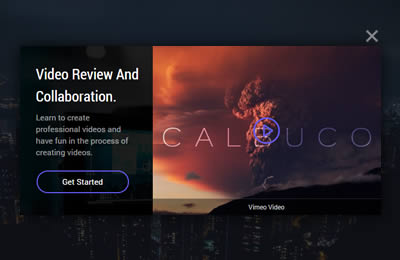 Video Review And
Collaboration.
Learn to create
professional videos and
have fun in the process of
creating videos.
Get Started
CALBUCO
Vimeo Video